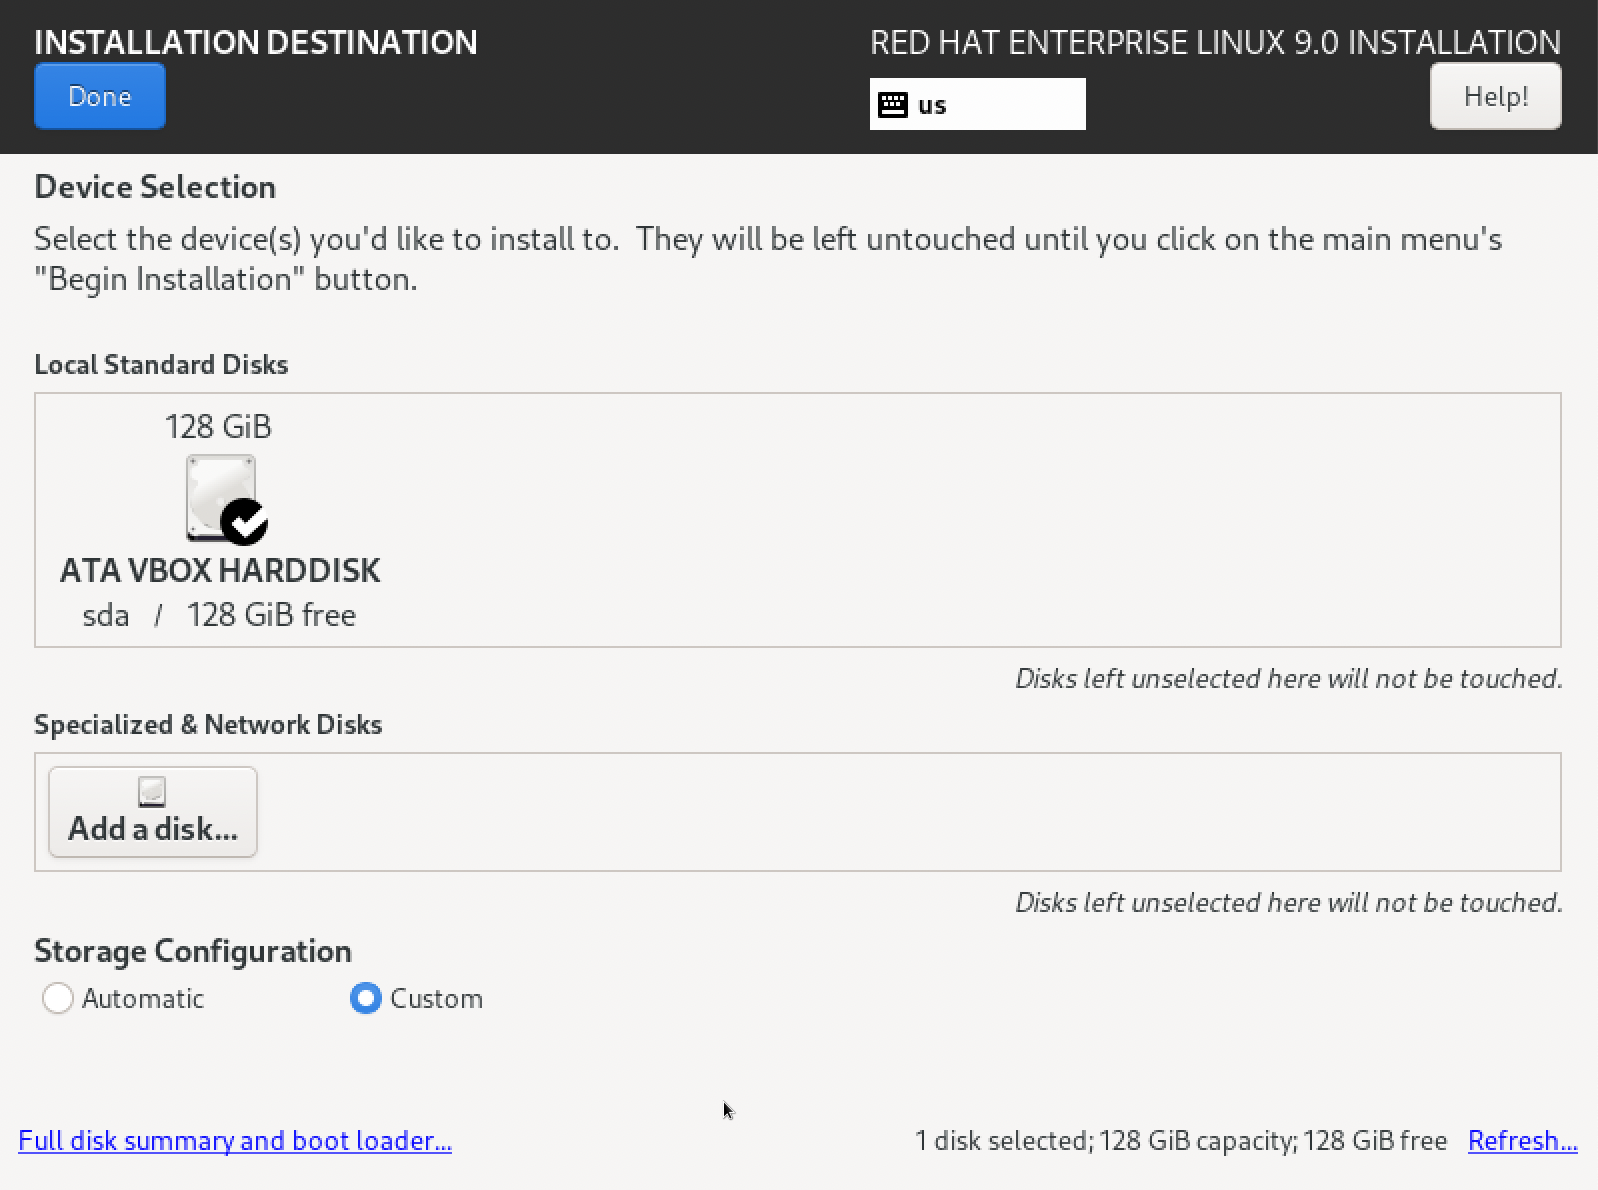 INSTALLATION DESTINATION
RED HAT ENTERPRISE LINUX 9.0 INSTALLATION
Done
us
Help!
Device Selection
Select the device(s) you'd like to install to.  They will be left untouched until you click on the main menu's
"Begin Installation" button.
Local Standard Disks
128 GiB
ATA VBOX HARDDISK
sda / 128 GiB free
Disks left unselected here will not be touched.
Specialized & Network Disks
Add a disk...
Disks left unselected here will not be touched.
Storage Configuration
Automatic
Custom
Full disk summary and boot loader...
1 disk selected; 128 GiB capacity; 128 GiB free
Refresh...